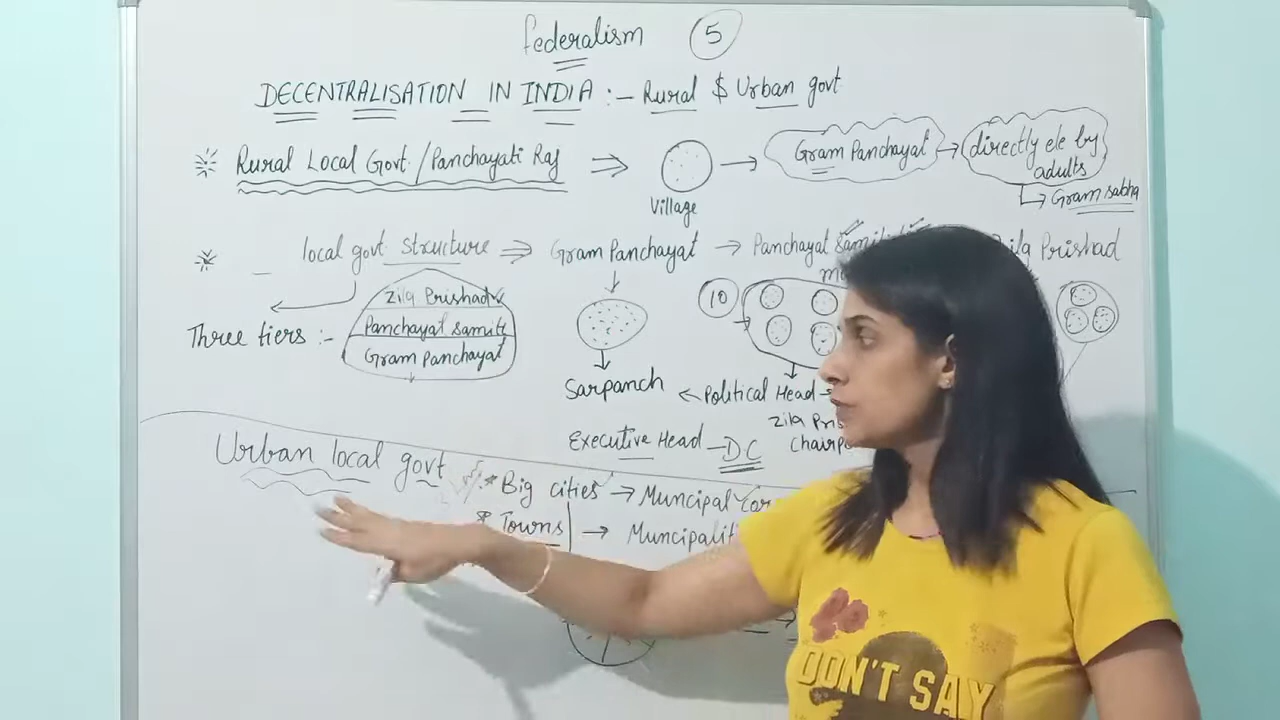 federalism 5
DECENTRALISATION IN INDIA :- Rural $ Urban govt
Rural Local Govt. / Panchayati Raj ⇒ → Gram Panchayat → directly ele by adults
Village
↳ Gram sabha
local govt structure ⇒ Gram Panchayat → Panchayat Samiti Zila Prishad
Three tiers :-
Zila Prishad
Panchayat Samiti
Gram Panchayat
10
Sarpanch ← Political Head
Zila
Executive Head - DC
Urban local govt
* Big cities → Muncipal
* Towns → 
DON'T SAY